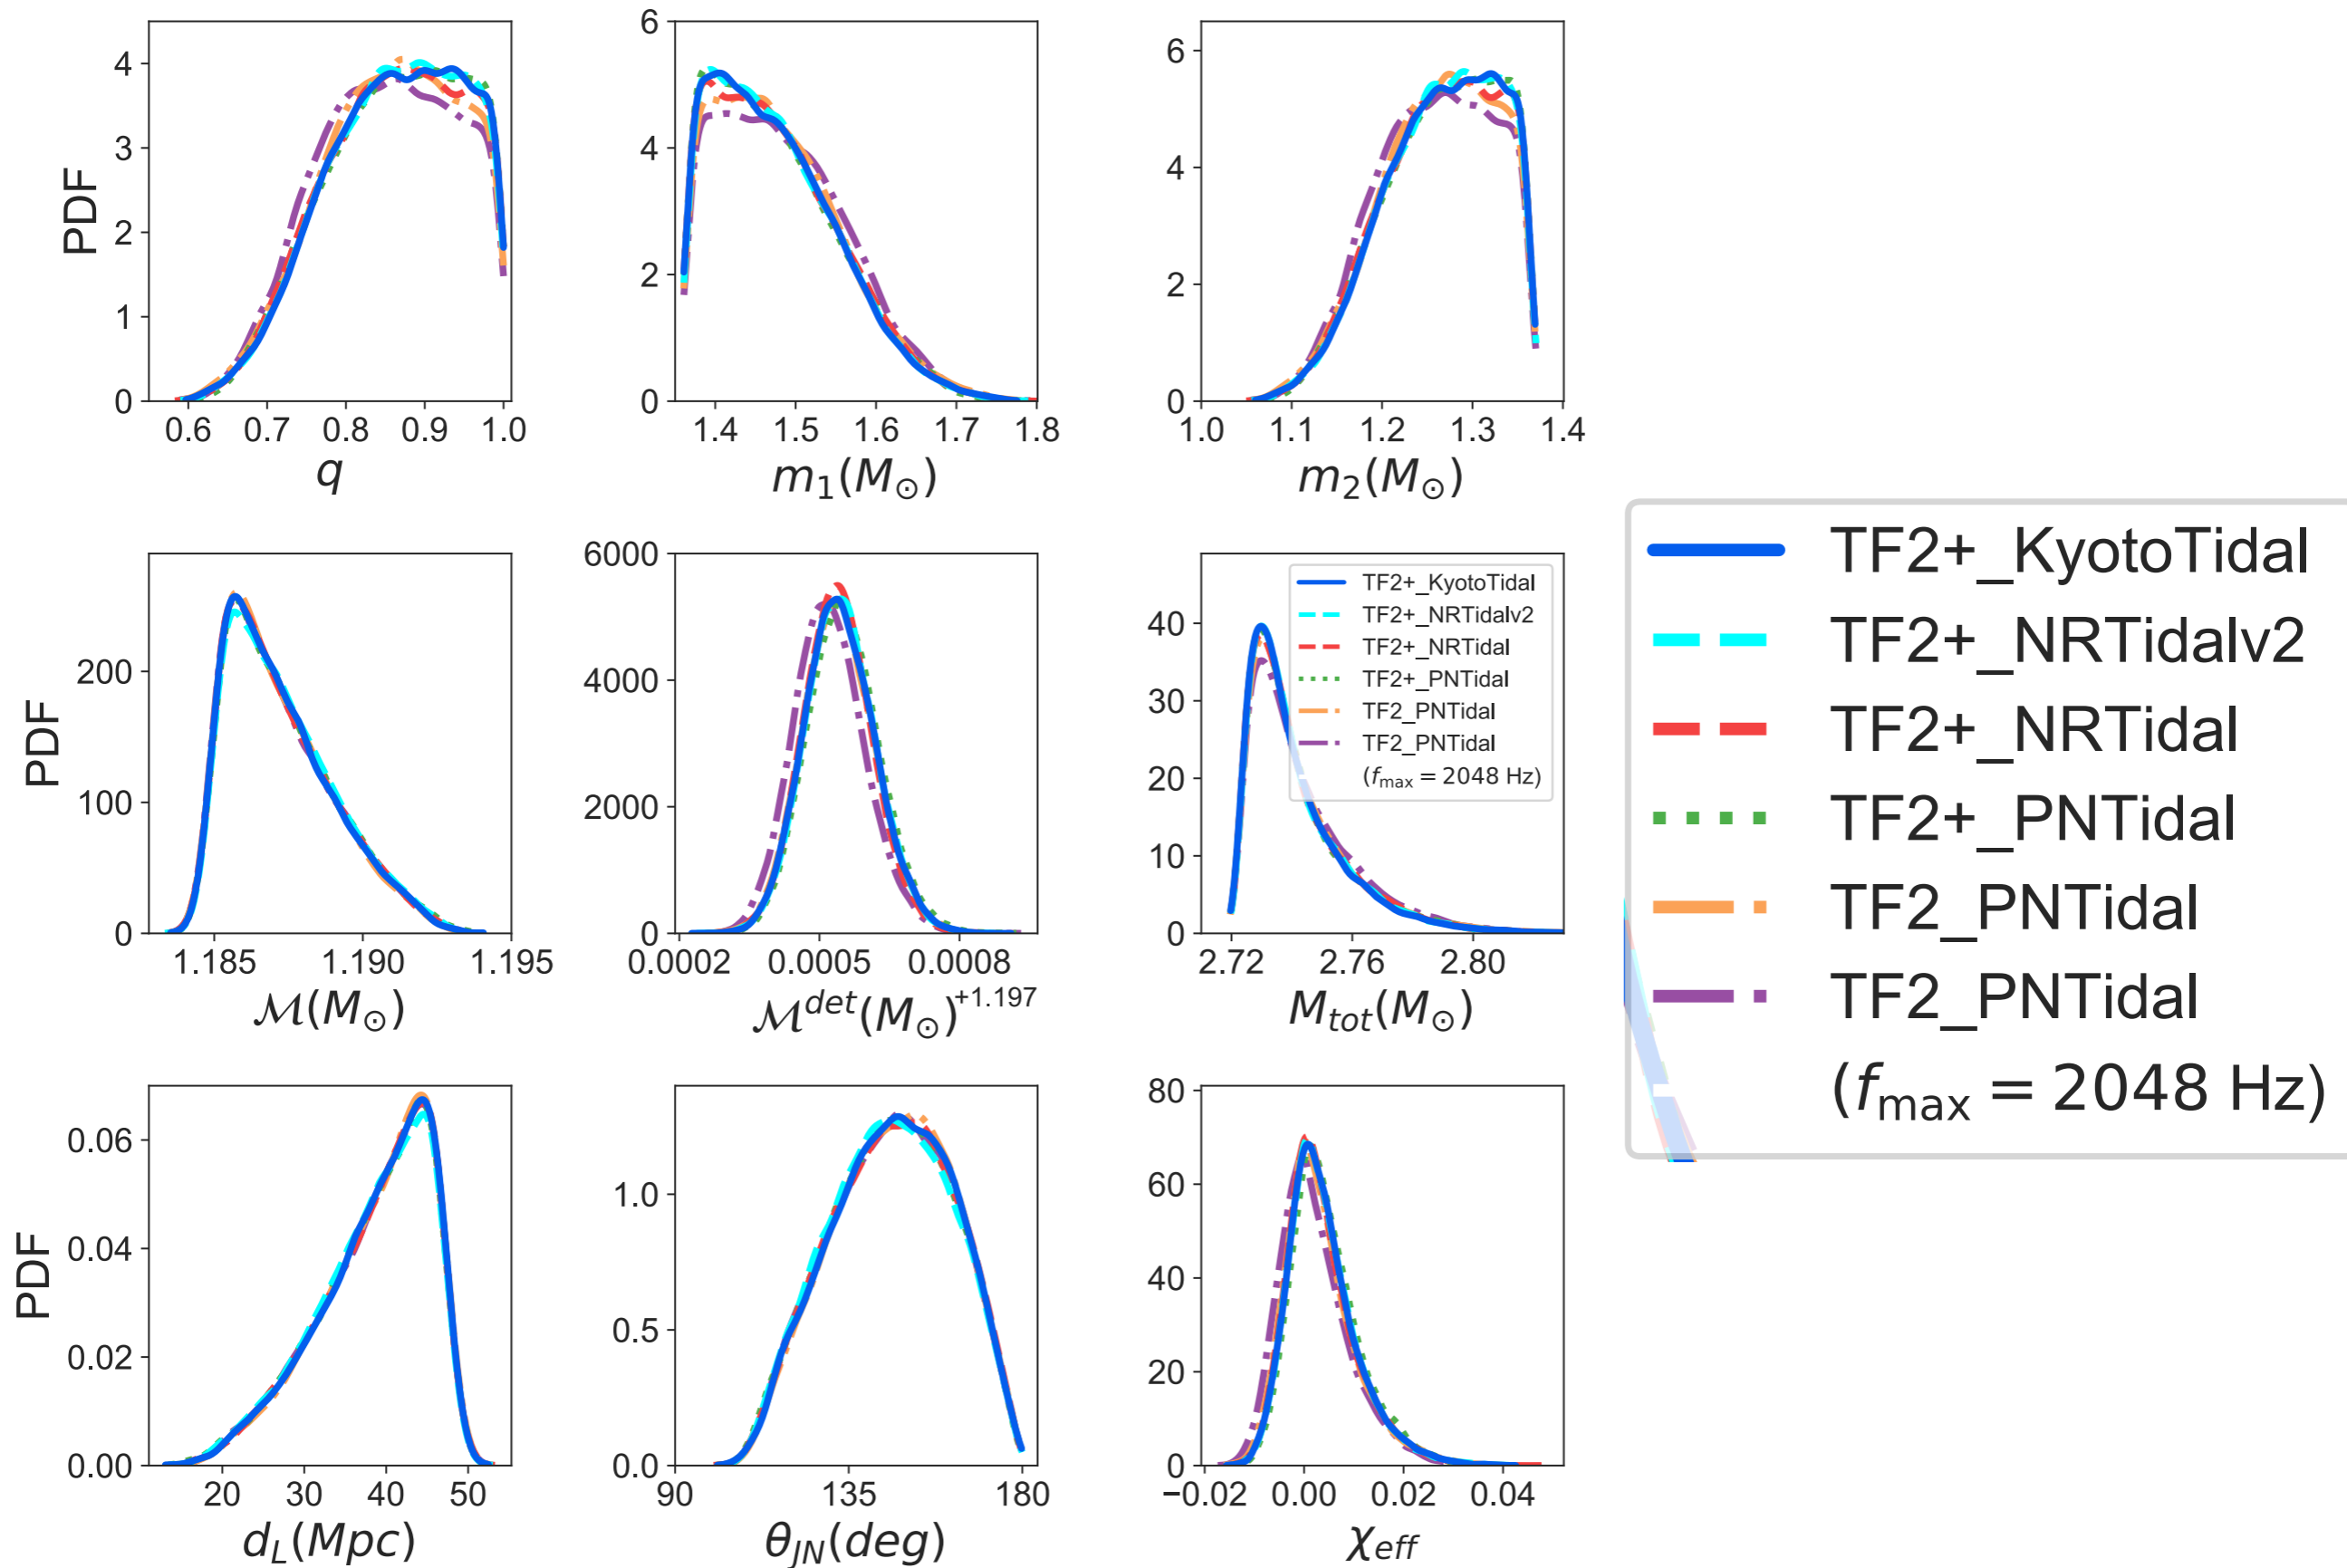 PDF
4
3
2
1
0
0.6 0.7 0.8 0.9 1.0
q
6
4
2
0
1.4 1.5 1.6 1.7 1.8
m₁(M⊙)
6
4
2
0
1.0 1.1 1.2 1.3 1.4
m₂(M⊙)
PDF
200
100
0
1.185 1.190 1.195
ℳ(M⊙)
6000
4000
2000
0
0.0002 0.0005 0.0008
ℳ^det(M⊙)^+1.197
40
30
20
10
0
2.72 2.76 2.80
M_tot(M⊙)
TF2+_KyotoTidal
TF2+_NRTidalv2
TF2+_NRTidal
TF2+_PNTidal
TF2_PNTidal
TF2_PNTidal
(f_max = 2048 Hz)
TF2+_KyotoTidal
TF2+_NRTidalv2
TF2+_NRTidal
TF2+_PNTidal
TF2_PNTidal
TF2_PNTidal
(f_max = 2048 Hz)
PDF
0.06
0.04
0.02
0.00
20 30 40 50
d_L(Mpc)
1.0
0.5
0.0
90 135 180
θ_JN(deg)
80
60
40
20
0
−0.02 0.00 0.02 0.04
χ_eff